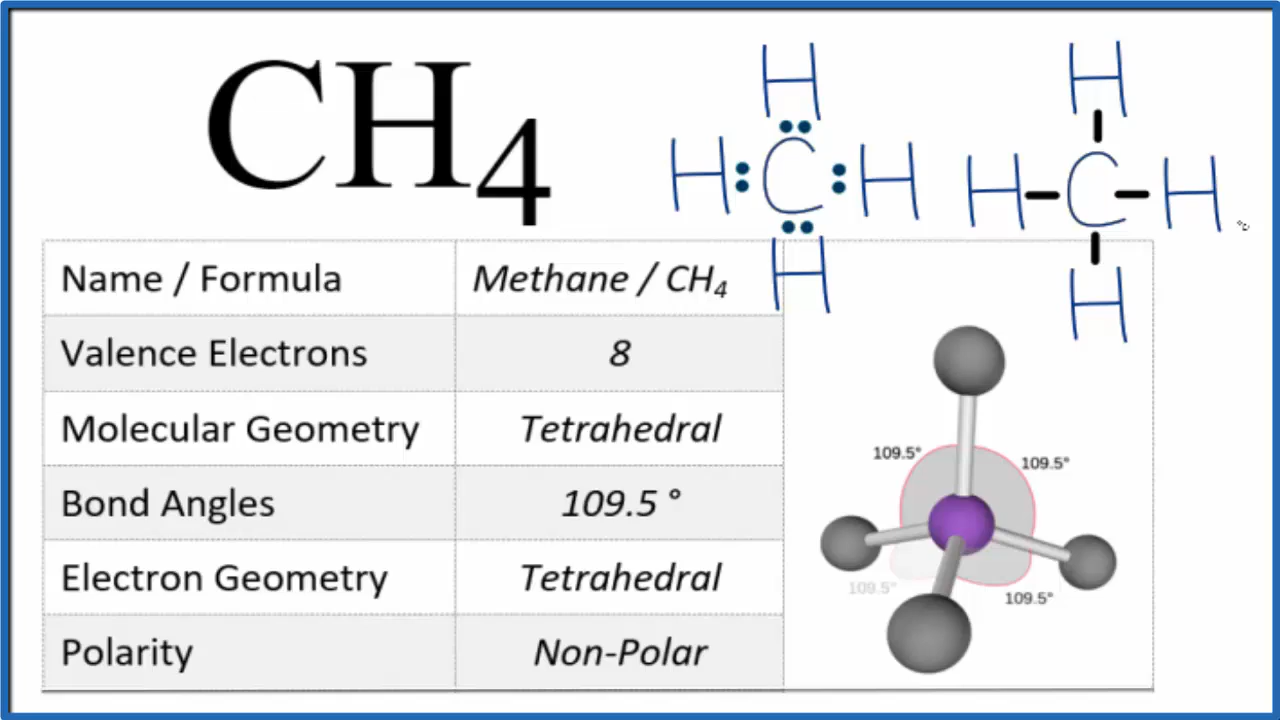 CH₄
H
H C H
H
H
H C H
H
Name / Formula Methane / CH₄
Valence Electrons 8
Molecular Geometry Tetrahedral
Bond Angles 109.5 °
Electron Geometry Tetrahedral
Polarity Non-Polar
109.5° 109.5°
109.5° 109.5°